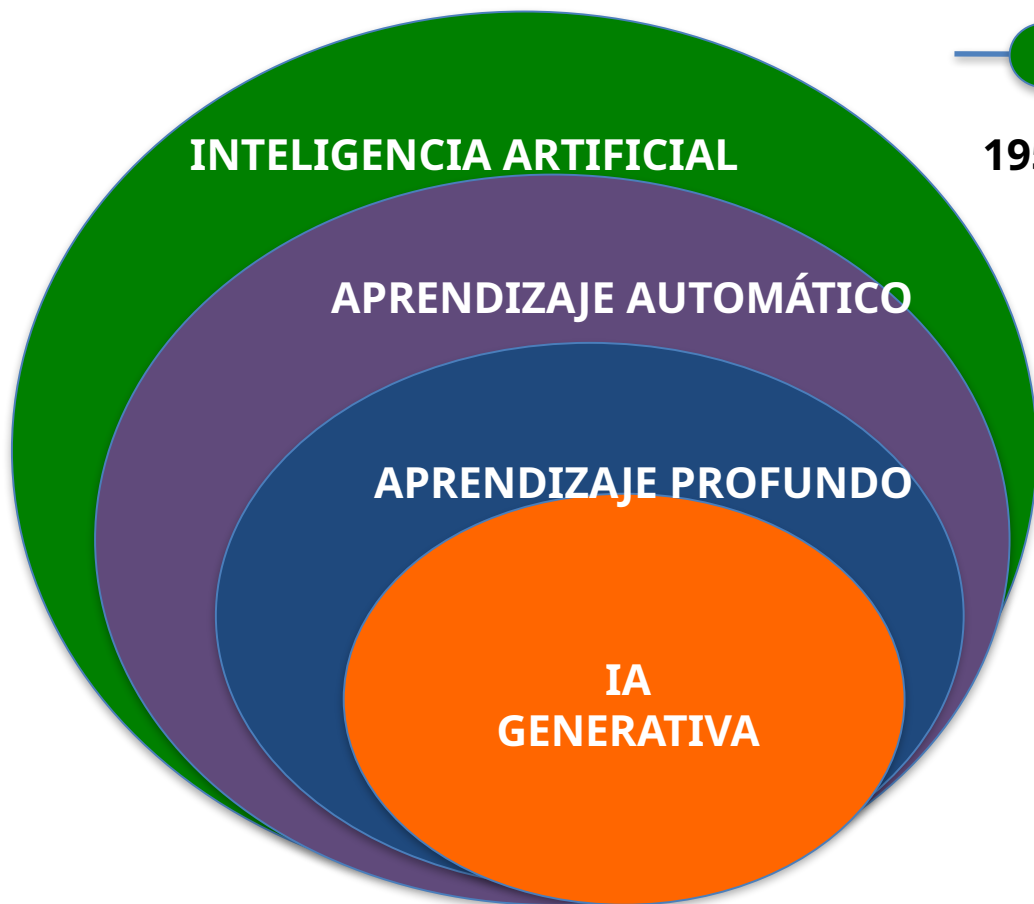 INTELIGENCIA ARTIFICIAL
APRENDIZAJE AUTOMÁTICO
APRENDIZAJE PROFUNDO
IA
GENERATIVA